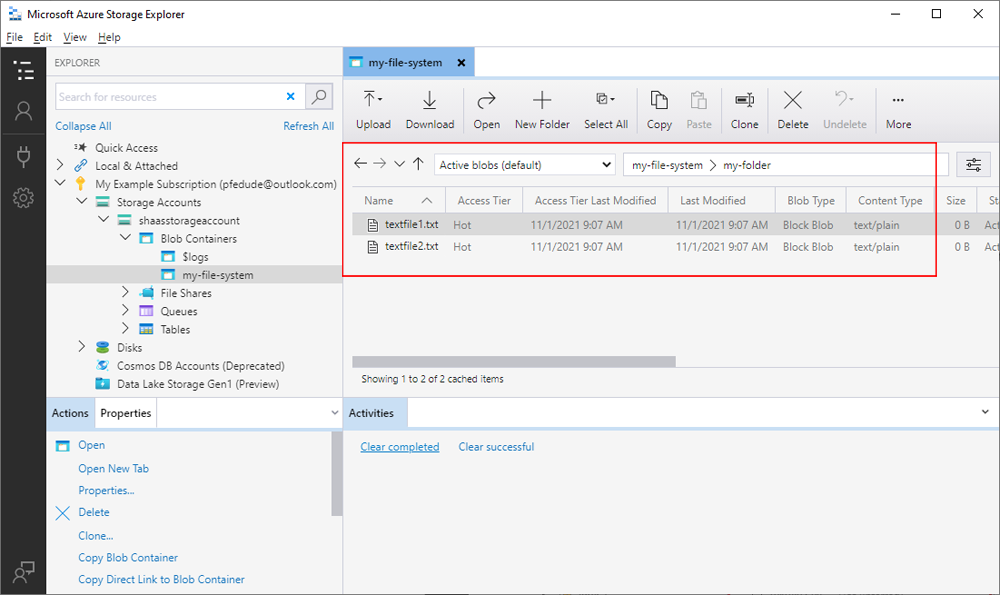 Microsoft Azure Storage Explorer
File Edit View Help
EXPLORER
Search for resources
Collapse All Refresh All
Quick Access
Local & Attached
My Example Subscription (pfedude@outlook.com)
Storage Accounts
shaasstorageaccount
Blob Containers
$logs
my-file-system
File Shares
Queues
Tables
Disks
Cosmos DB Accounts (Deprecated)
Data Lake Storage Gen1 (Preview)
Actions Properties
Open
Open New Tab
Properties...
Delete
Clone...
Copy Blob Container
Copy Direct Link to Blob Container
my-file-system
Upload Download Open New Folder Select All Copy Paste Clone Delete Undelete More
Active blobs (default) my-file-system my-folder
Name Access Tier Access Tier Last Modified Last Modified Blob Type Content Type Size St
textfile1.txt Hot 11/1/2021 9:07 AM 11/1/2021 9:07 AM Block Blob text/plain 0 B Act
textfile2.txt Hot 11/1/2021 9:07 AM 11/1/2021 9:07 AM Block Blob text/plain 0 B Act
Showing 1 to 2 of 2 cached items
Activities
Clear completed Clear successful